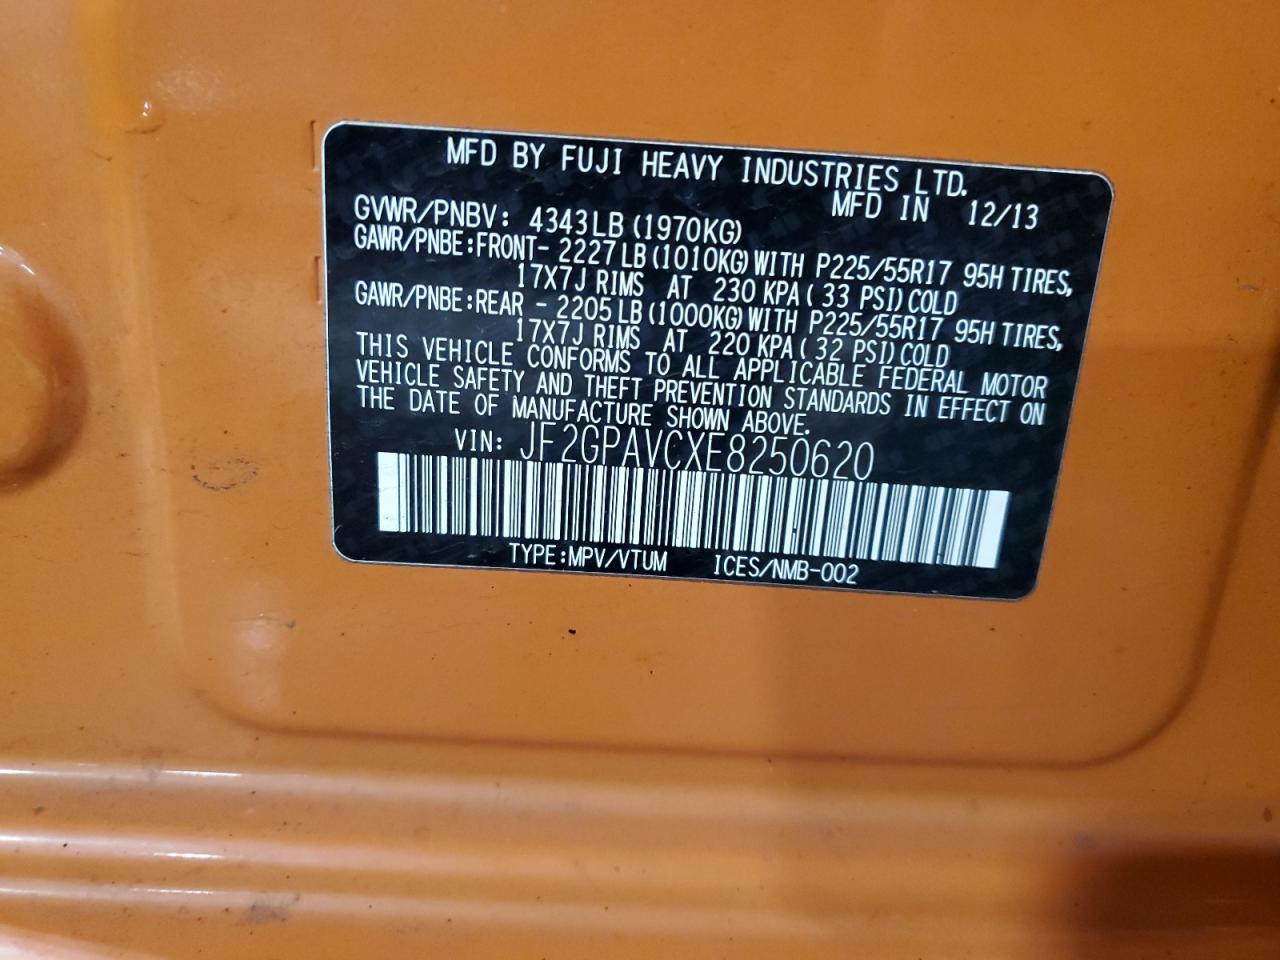 MFD BY FUJI HEAVY INDUSTRIES LTD.
MFD IN 12/13
GVWR/PNBV: 4343LB (1970KG)
GAWR/PNBE:FRONT- 2227LB (1010KG) WITH P225/55R17 95H TIRES,
17X7J RIMS AT 230 KPA ( 33 PSI) COLD
GAWR/PNBE:REAR - 2205LB (1000KG) WITH P225/55R17 95H TIRES,
17X7J RIMS AT 220 KPA ( 32 PSI) COLD
THIS VEHICLE CONFORMS TO ALL APPLICABLE FEDERAL MOTOR
VEHICLE SAFETY AND THEFT PREVENTION STANDARDS IN EFFECT ON
THE DATE OF MANUFACTURE SHOWN ABOVE.
VIN: JF2GPAVCXE8250620
TYPE:MPV/VTUM ICES/NMB-002